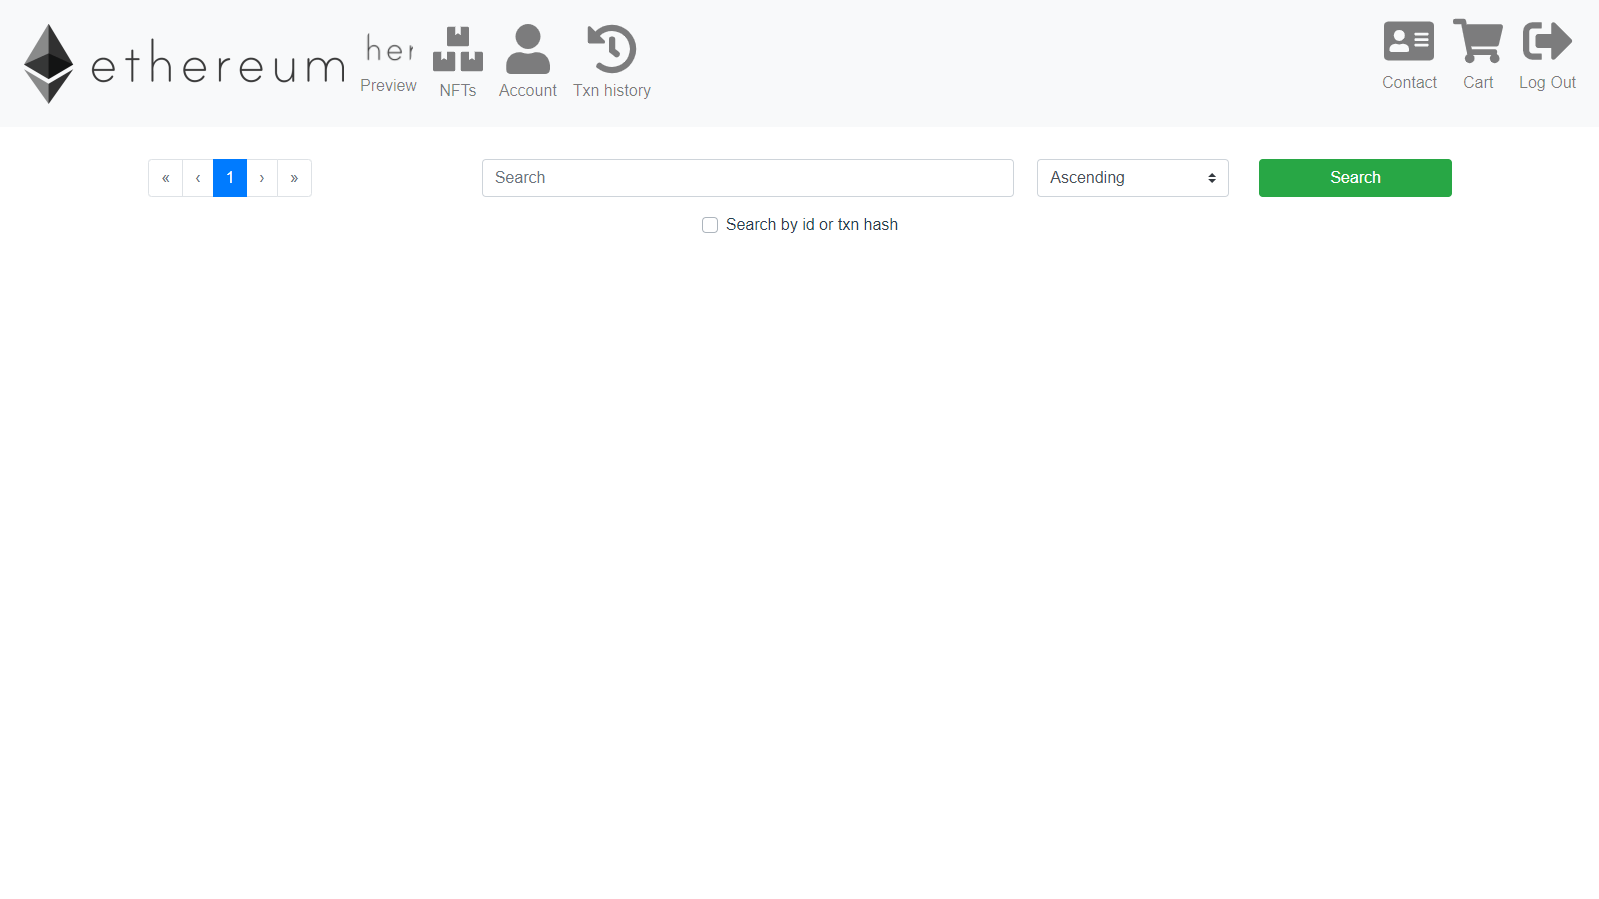 ethereum
her
Preview
NFTs
Account
Txn history
Contact
Cart
Log Out
« ‹ 1 › »
Search
Ascending
Search
Search by id or txn hash